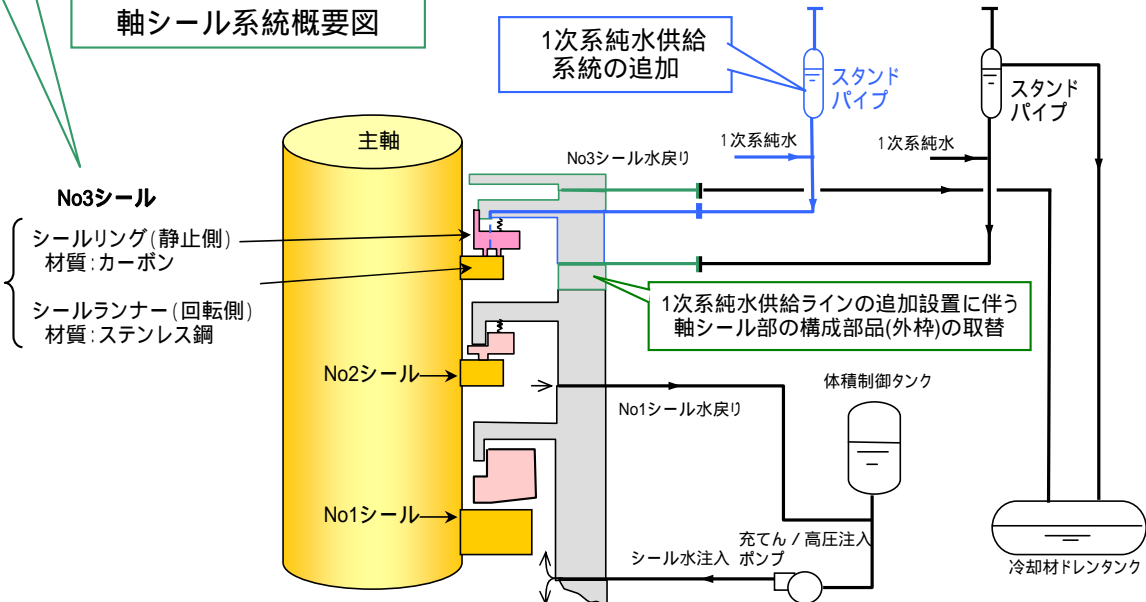 軸シール系統概要図
1次系純水供給
系統の追加
スタンド
パイプ
スタンド
パイプ
1次系純水
1次系純水
主軸
No3シール水戻り
No3シール
シールリング(静止側)
材質:カーボン
シールランナー(回転側)
材質:ステンレス鋼
1次系純水供給ラインの追加設置に伴う
軸シール部の構成部品(外枠)の取替
No2シール
No1シール水戻り
体積制御タンク
No1シール
充てん/高圧注入
ポンプ
シール水注入
冷却材ドレンタンク